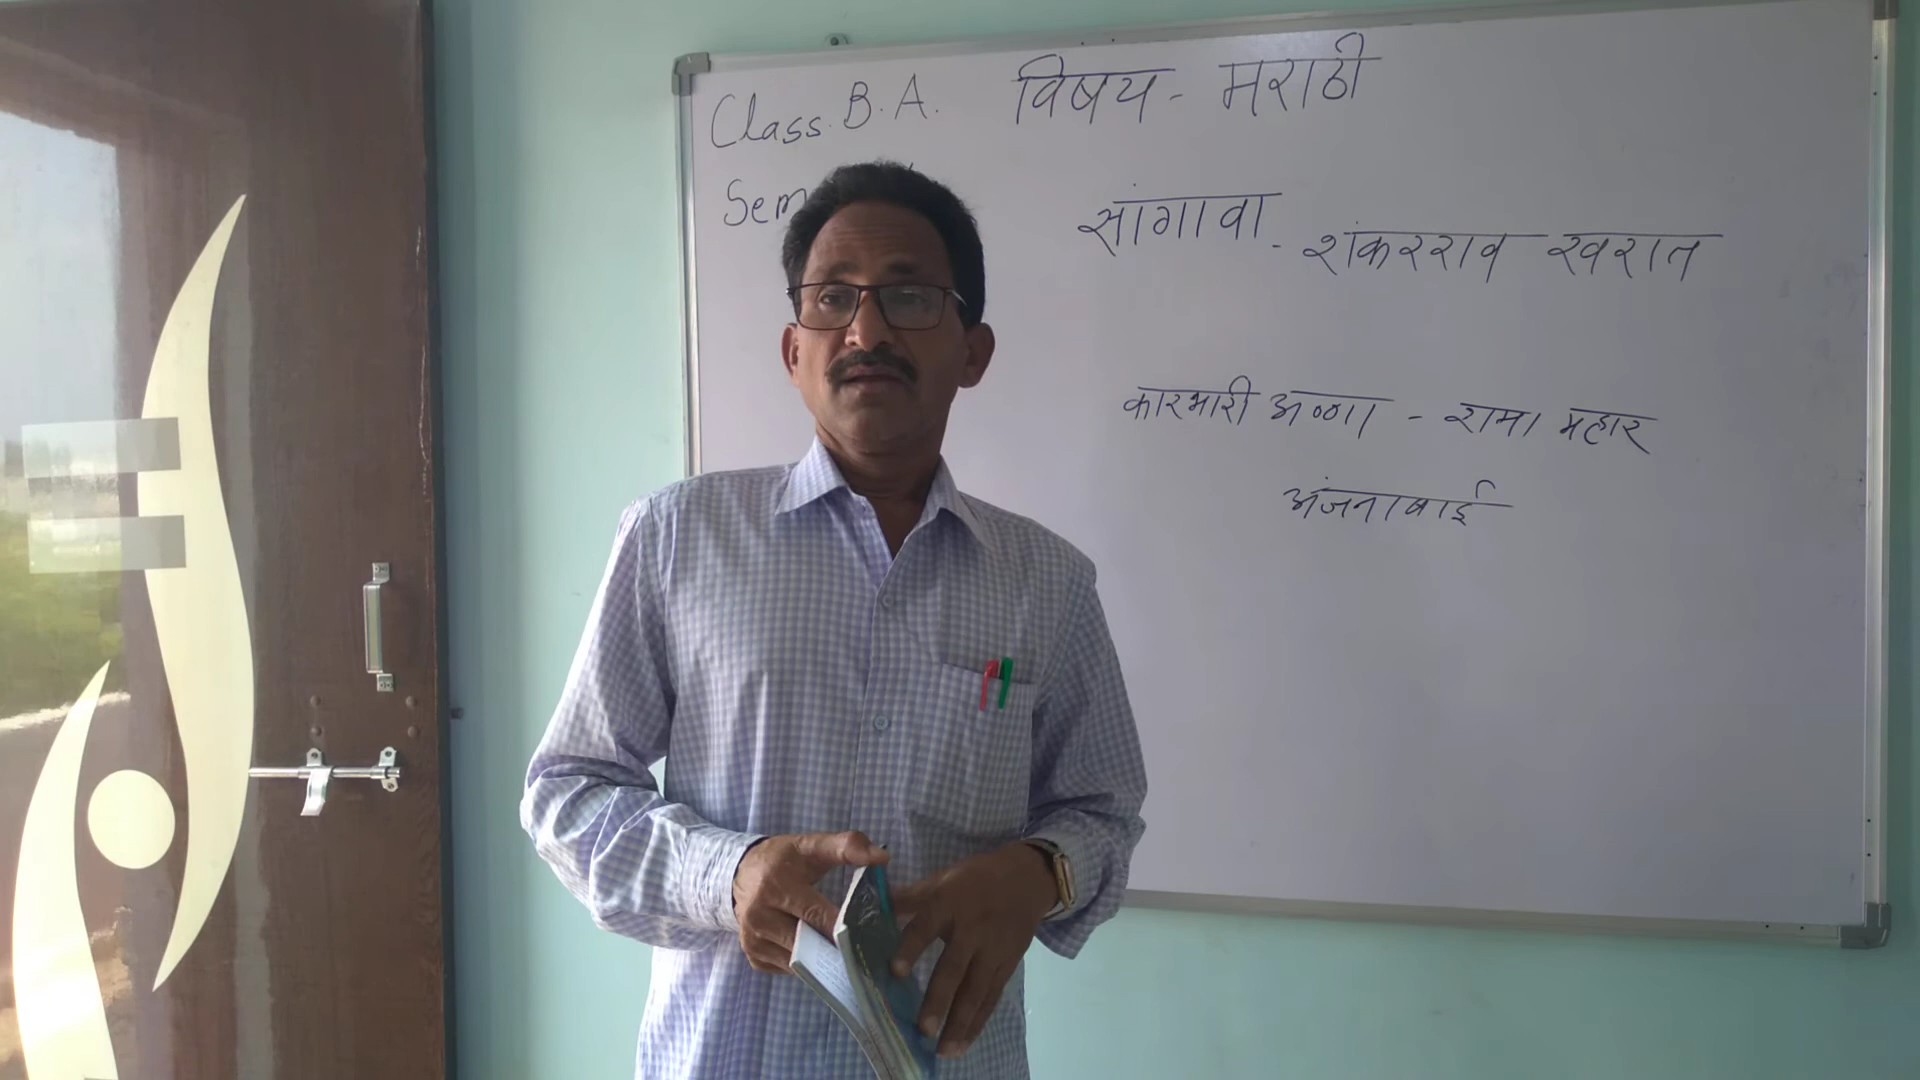 Class. B. A. विषय - मराठी
Sem
सांगावा - शंकरराव खरात
कारभारी अण्णा - रामा महार
अंजनाबाई